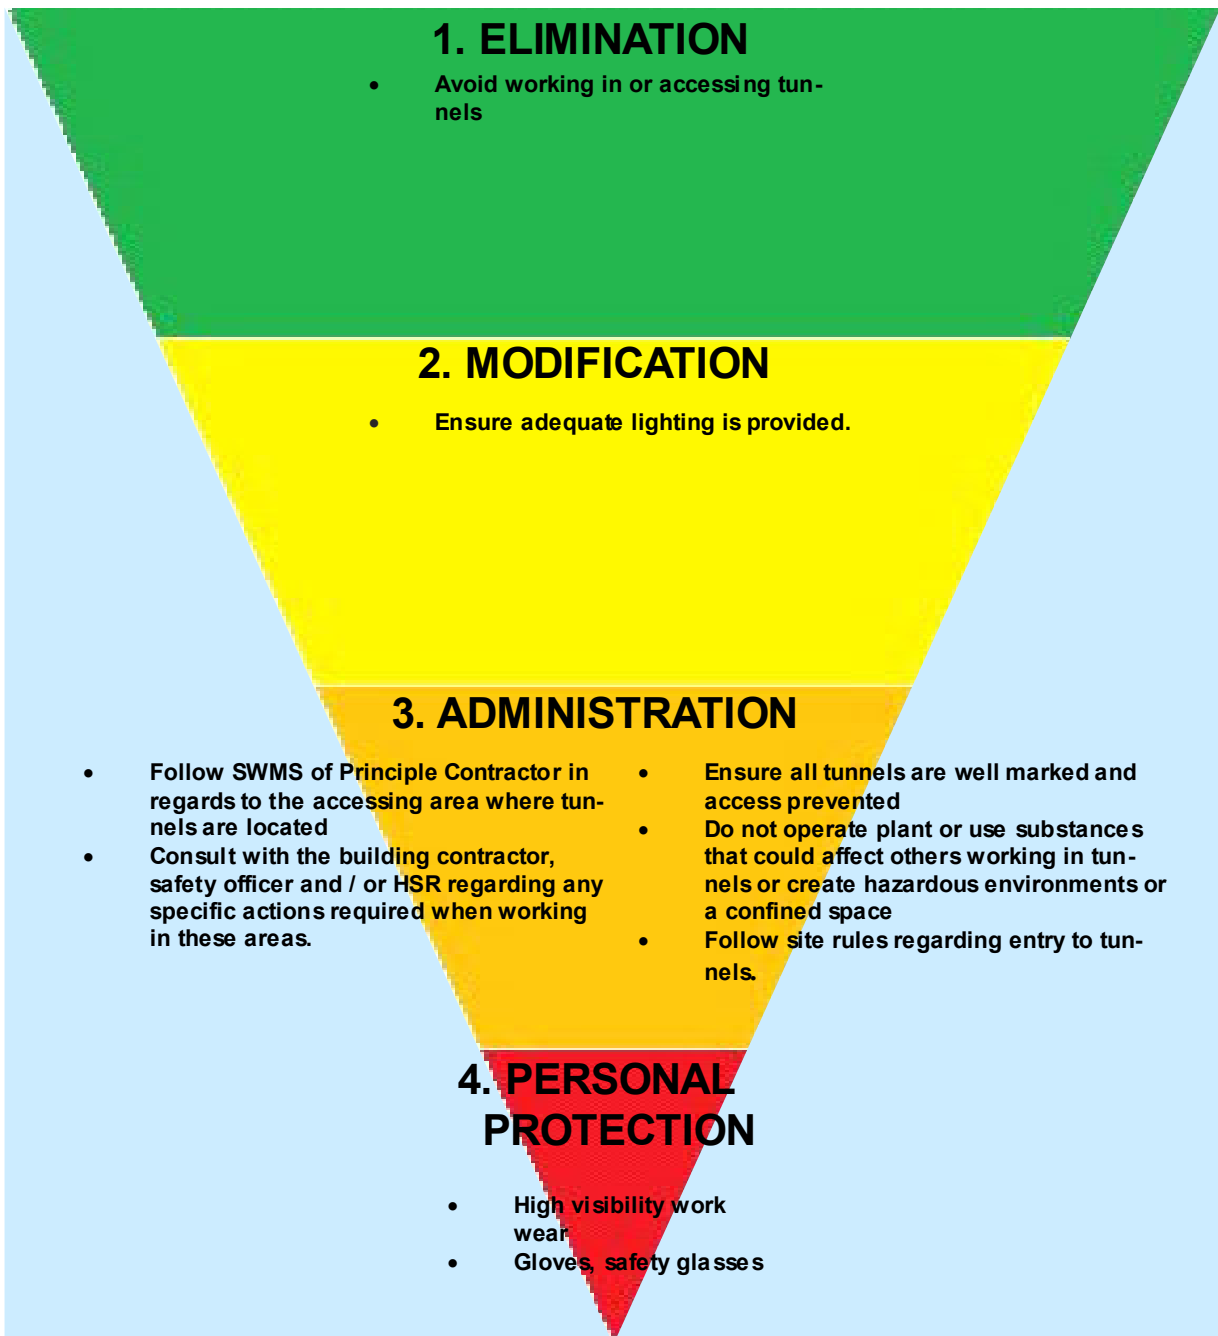 1. ELIMINATION
• Avoid working in or accessing tun-
nels
2. MODIFICATION
• Ensure adequate lighting is provided.
3. ADMINISTRATION
• Follow SWMS of Principle Contractor in
regards to the accessing area where tun-
nels are located
• Consult with the building contractor,
safety officer and / or HSR regarding any
specific actions required when working
in these areas.
• Ensure all tunnels are well marked and
access prevented
• Do not operate plant or use substances
that could affect others working in tun-
nels or create hazardous environments or
a confined space
• Follow site rules regarding entry to tun-
nels.
4. PERSONAL
PROTECTION
• High visibility work
wear
• Gloves, safety glasses